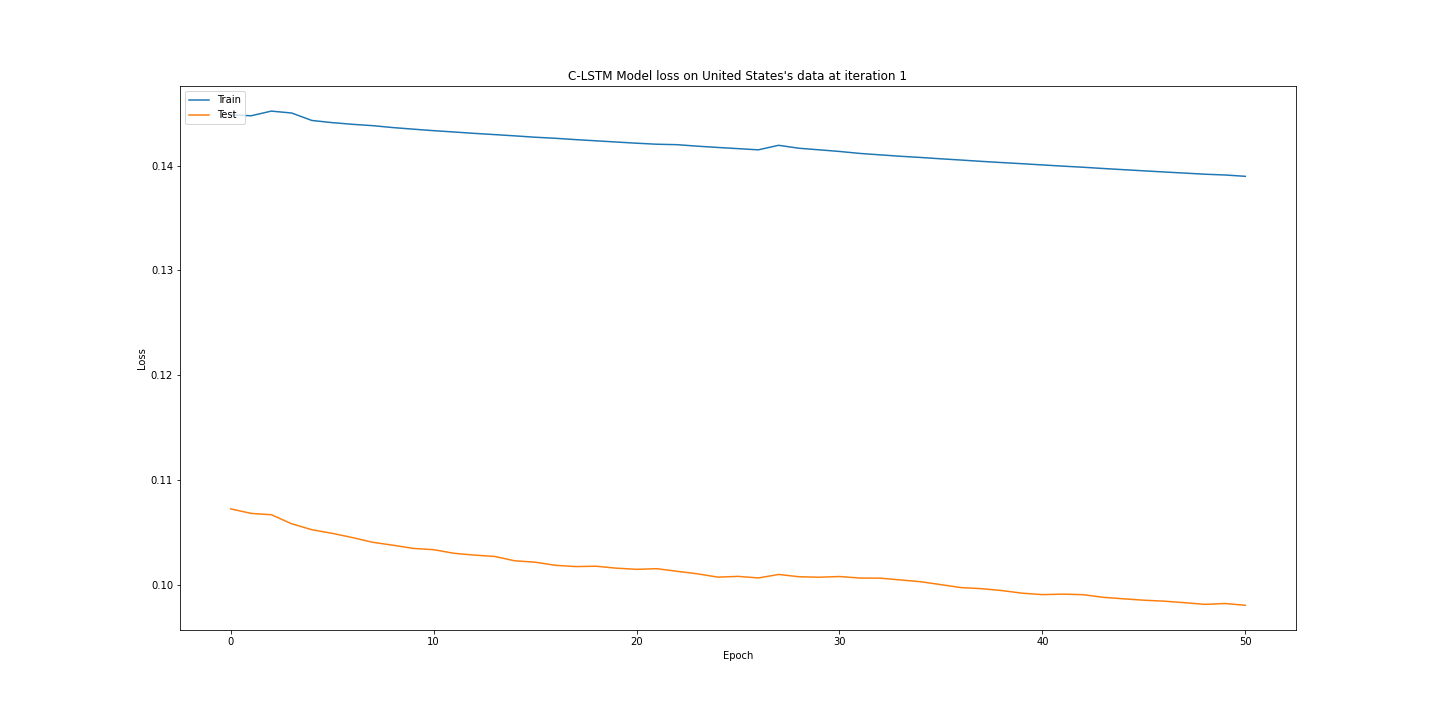 C-LSTM Model loss on United States's data at iteration 1
Train
Test
0.14
0.13
0.12
0.11
0.10
Loss
0 10 20 30 40 50
Epoch